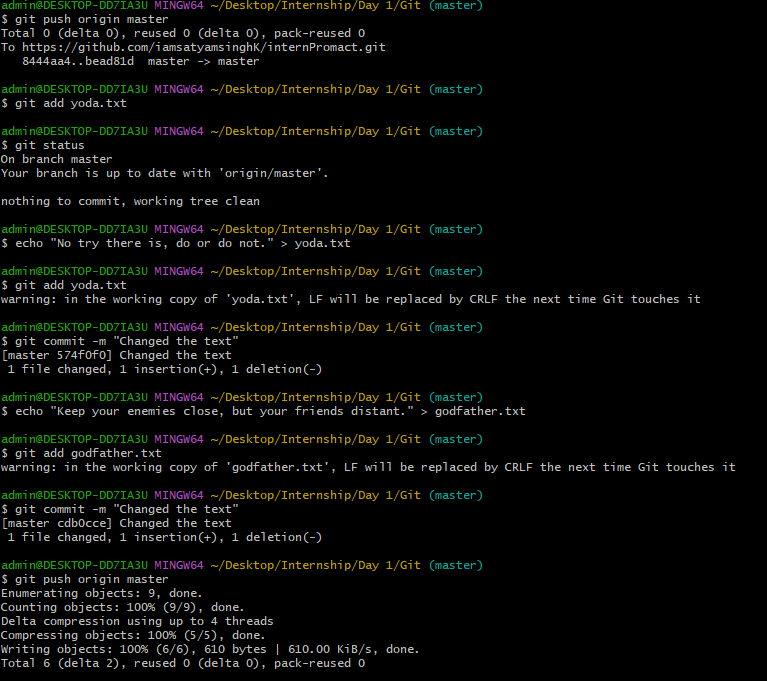 admin@DESKTOP-DD7IA3U MINGW64 ~/Desktop/Internship/Day 1/Git (master)
$ git push origin master
Total 0 (delta 0), reused 0 (delta 0), pack-reused 0
To https://github.com/iamsatyamsinghK/internPromact.git
   8444aa4..bead81d  master -> master

admin@DESKTOP-DD7IA3U MINGW64 ~/Desktop/Internship/Day 1/Git (master)
$ git add yoda.txt

admin@DESKTOP-DD7IA3U MINGW64 ~/Desktop/Internship/Day 1/Git (master)
$ git status
On branch master
Your branch is up to date with 'origin/master'.

nothing to commit, working tree clean

admin@DESKTOP-DD7IA3U MINGW64 ~/Desktop/Internship/Day 1/Git (master)
$ echo "No try there is, do or do not." > yoda.txt

admin@DESKTOP-DD7IA3U MINGW64 ~/Desktop/Internship/Day 1/Git (master)
$ git add yoda.txt
warning: in the working copy of 'yoda.txt', LF will be replaced by CRLF the next time Git touches it

admin@DESKTOP-DD7IA3U MINGW64 ~/Desktop/Internship/Day 1/Git (master)
$ git commit -m "Changed the text"
[master 574f0f0] Changed the text
 1 file changed, 1 insertion(+), 1 deletion(-)

admin@DESKTOP-DD7IA3U MINGW64 ~/Desktop/Internship/Day 1/Git (master)
$ echo "Keep your enemies close, but your friends distant." > godfather.txt

admin@DESKTOP-DD7IA3U MINGW64 ~/Desktop/Internship/Day 1/Git (master)
$ git add godfather.txt
warning: in the working copy of 'godfather.txt', LF will be replaced by CRLF the next time Git touches it

admin@DESKTOP-DD7IA3U MINGW64 ~/Desktop/Internship/Day 1/Git (master)
$ git commit -m "Changed the text"
[master cdb0cce] Changed the text
 1 file changed, 1 insertion(+), 1 deletion(-)

admin@DESKTOP-DD7IA3U MINGW64 ~/Desktop/Internship/Day 1/Git (master)
$ git push origin master
Enumerating objects: 9, done.
Counting objects: 100% (9/9), done.
Delta compression using up to 4 threads
Compressing objects: 100% (5/5), done.
Writing objects: 100% (6/6), 610 bytes | 610.00 KiB/s, done.
Total 6 (delta 2), reused 0 (delta 0), pack-reused 0